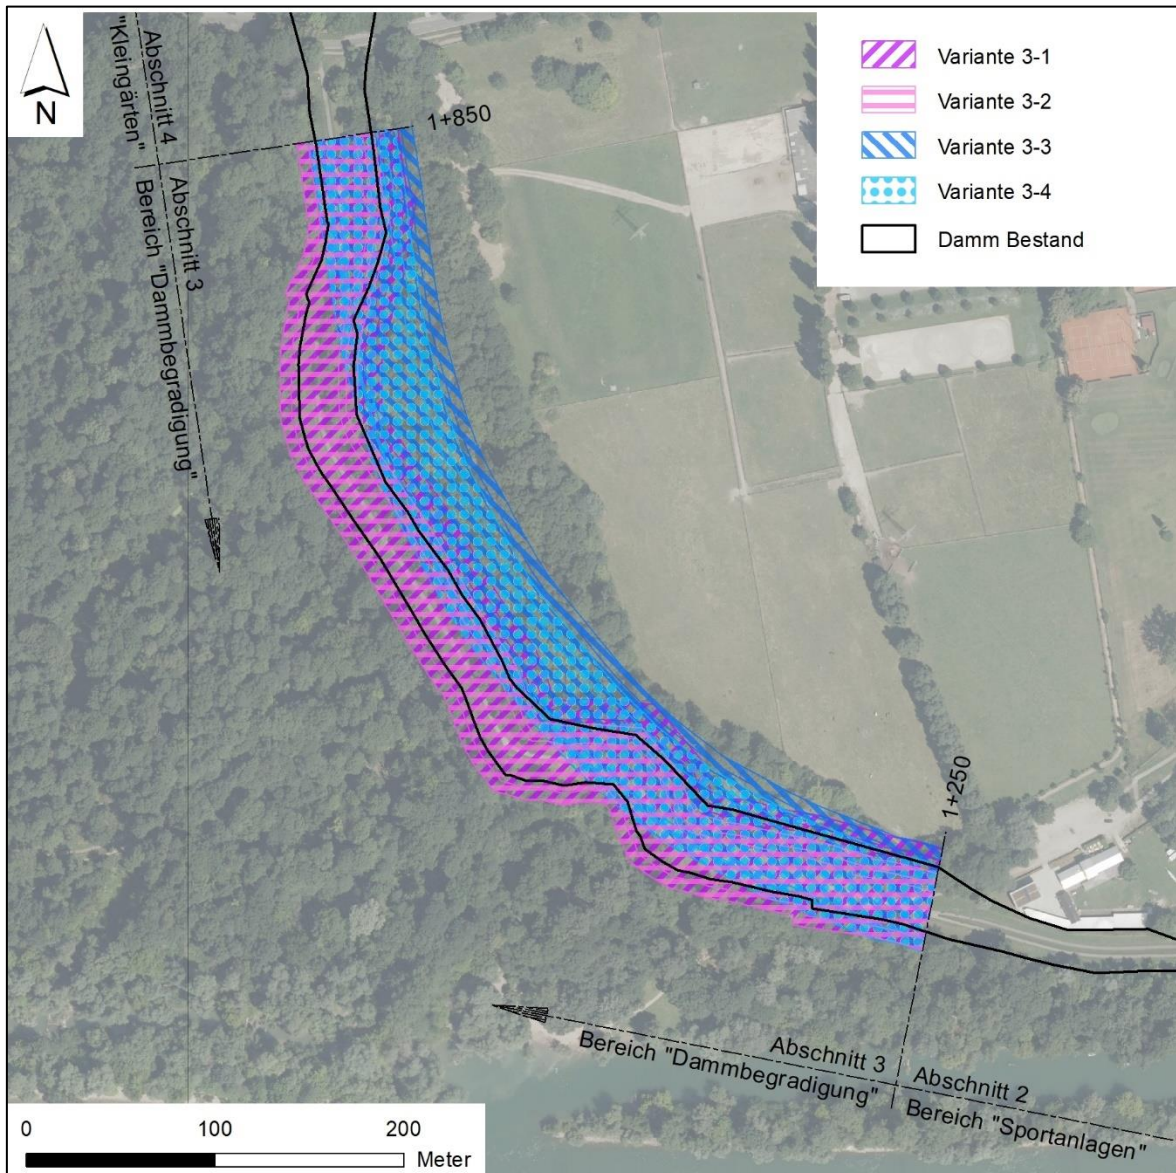 N
Abschnitt 4
"Kleingärten"
Abschnitt 3
Bereich "Dammbegradigung"
1+850
Variante 3-1
Variante 3-2
Variante 3-3
Variante 3-4
Damm Bestand
1+250
Abschnitt 3
Bereich "Dammbegradigung"
Abschnitt 2
Bereich "Sportanlagen"
0 100 200
Meter